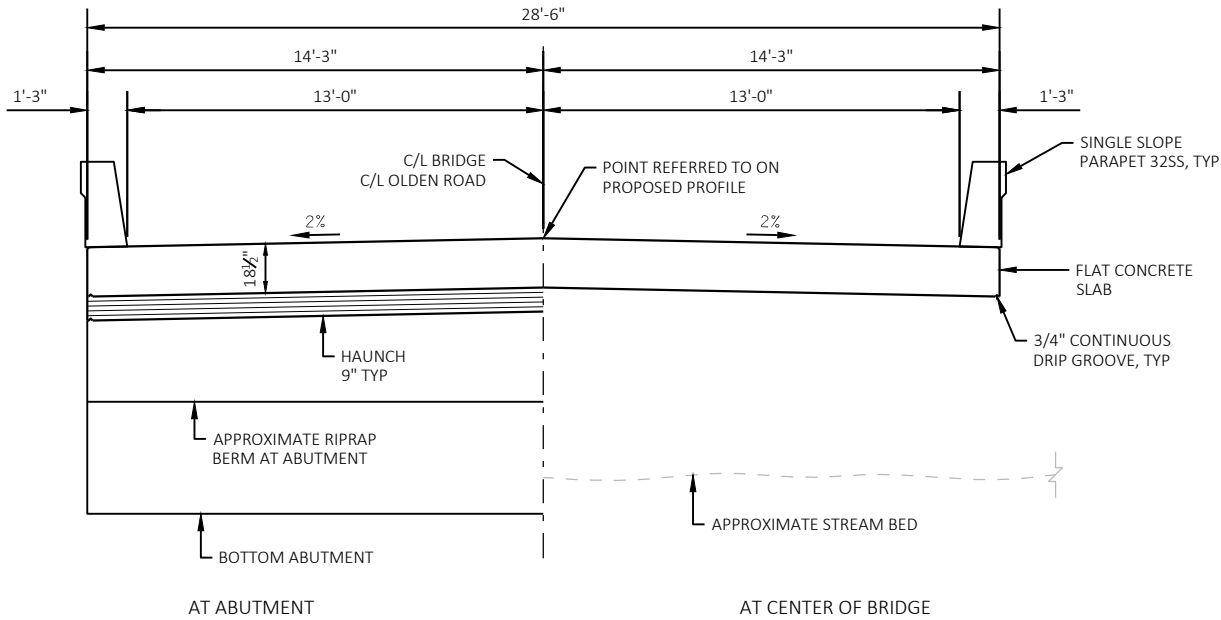 28'-6"
14'-3" 14'-3"
1'-3" 13'-0" 13'-0" 1'-3"
C/L BRIDGE
C/L OLDEN ROAD
POINT REFERRED TO ON
PROPOSED PROFILE
SINGLE SLOPE
PARAPET 32SS, TYP
2% 2%
18½"
FLAT CONCRETE
SLAB
HAUNCH
9" TYP
3/4" CONTINUOUS
DRIP GROOVE, TYP
APPROXIMATE RIPRAP
BERM AT ABUTMENT
APPROXIMATE STREAM BED
BOTTOM ABUTMENT
AT ABUTMENT
AT CENTER OF BRIDGE